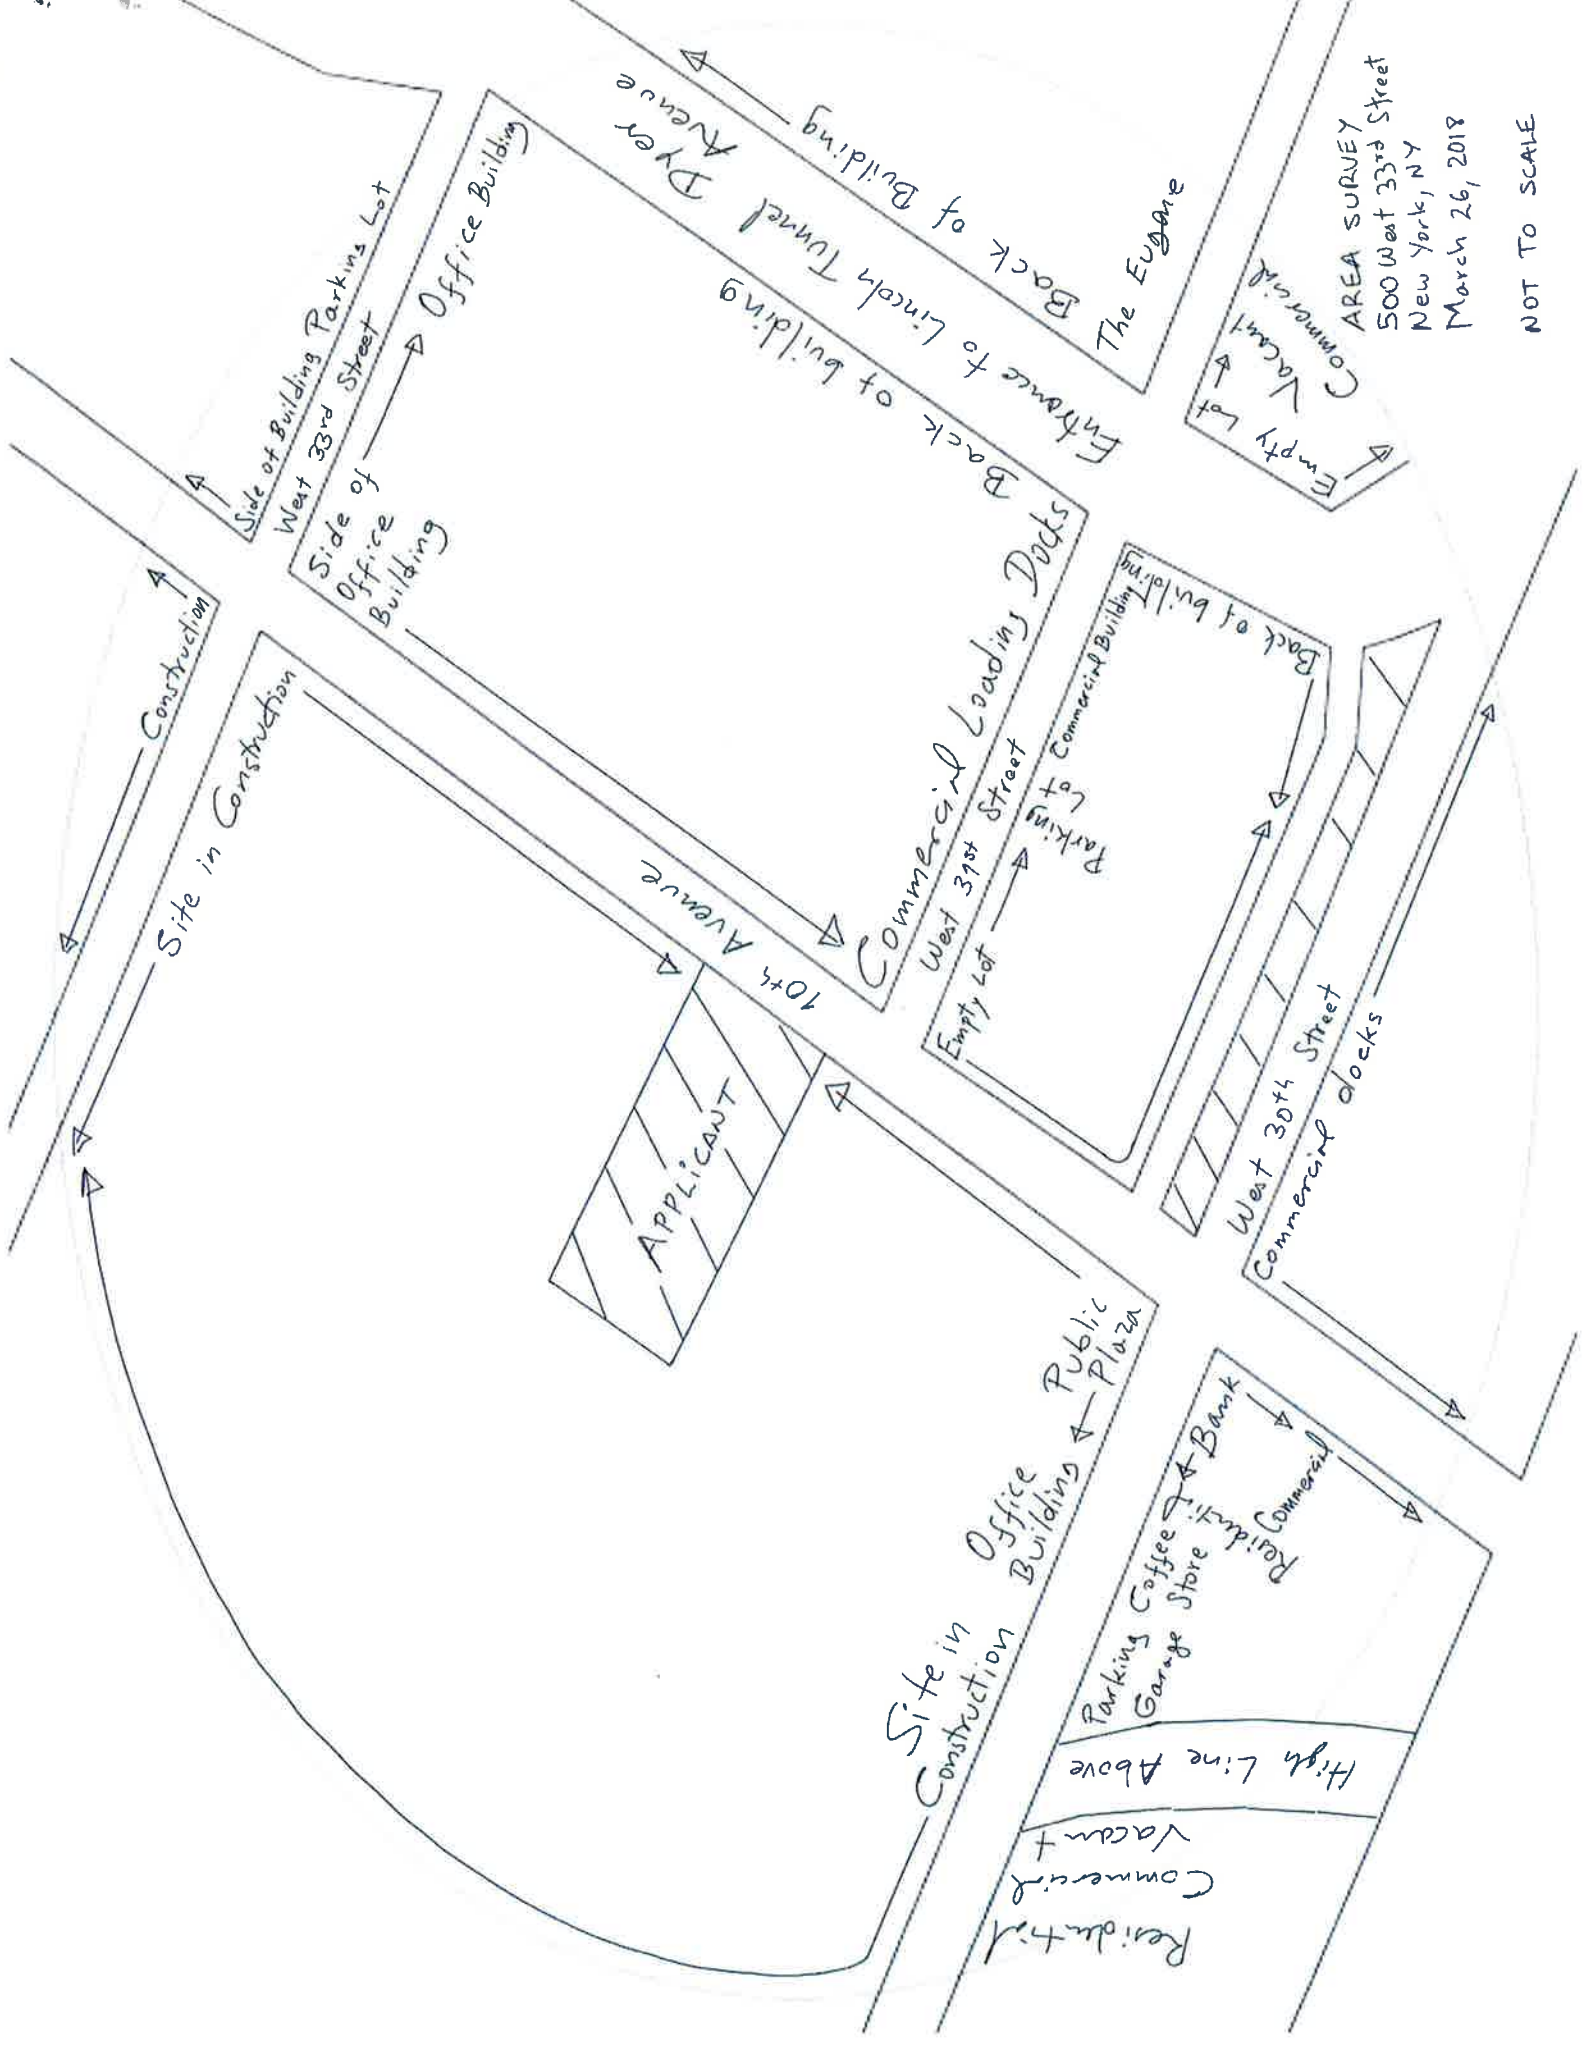 Side of Building Parking Lot
West 33rd Street
Side of
Office
Building
Office Building
Dyer
Avenue
Entrance to Lincoln Tunnel
Back of building
Back of Building
The Eugene
Construction
Site in Construction
10th Avenue
APPLICANT
Commercial Loading Docks
West 31st Street
Empty Lot
Parking
Lot
Commercial Building
Back of building
Empty Lot
Vacant
Commercial
West 30th Street
Commercial docks
Public
Plaza
Office
Building
Site in
Construction
Bank
Coffee
Store
Parking
Garage
Residential
Commercial
High Line Above
Vacant
Commercial
Residential
AREA SURVEY
500 West 33rd Street
New York, NY
March 26, 2018
NOT TO SCALE